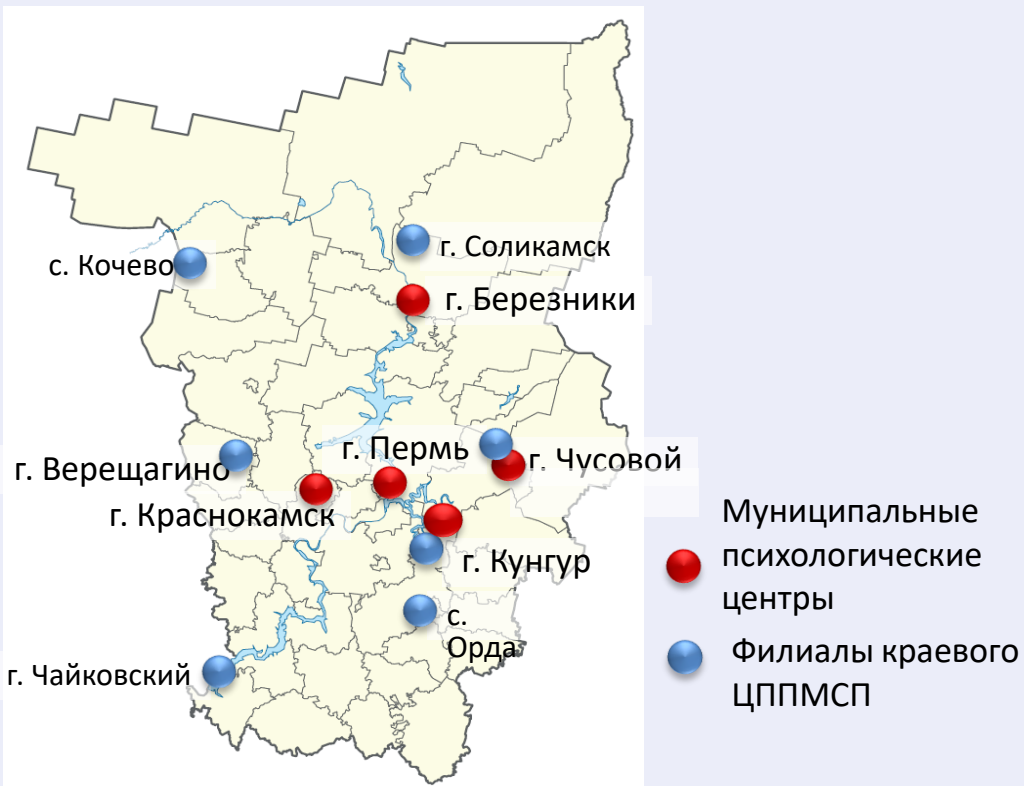 г. Соликамск
с. Кочево
г. Березники
г. Пермь
г. Чусовой
г. Верещагино
г. Краснокамск
г. Кунгур
с.
Орда
г. Чайковский
Муниципальные
психологические
центры
Филиалы краевого
ЦППМСП